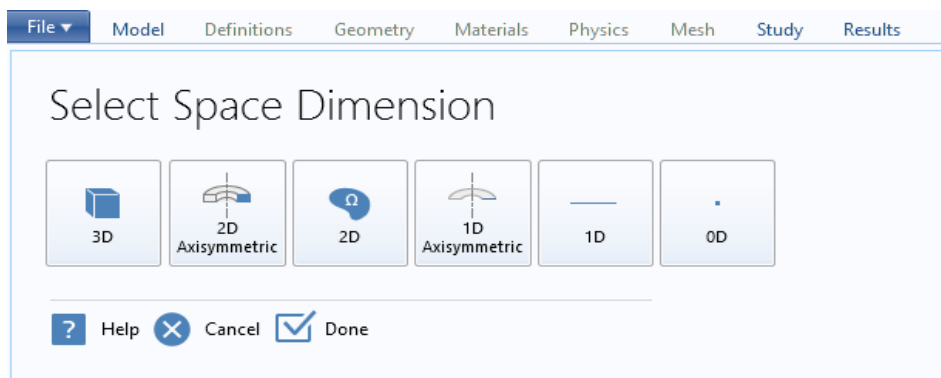 File Model Definitions Geometry Materials Physics Mesh Study Results
Select Space Dimension
3D
2D
Axisymmetric
Ω
2D
1D
Axisymmetric
1D
0D
? Help Cancel Done